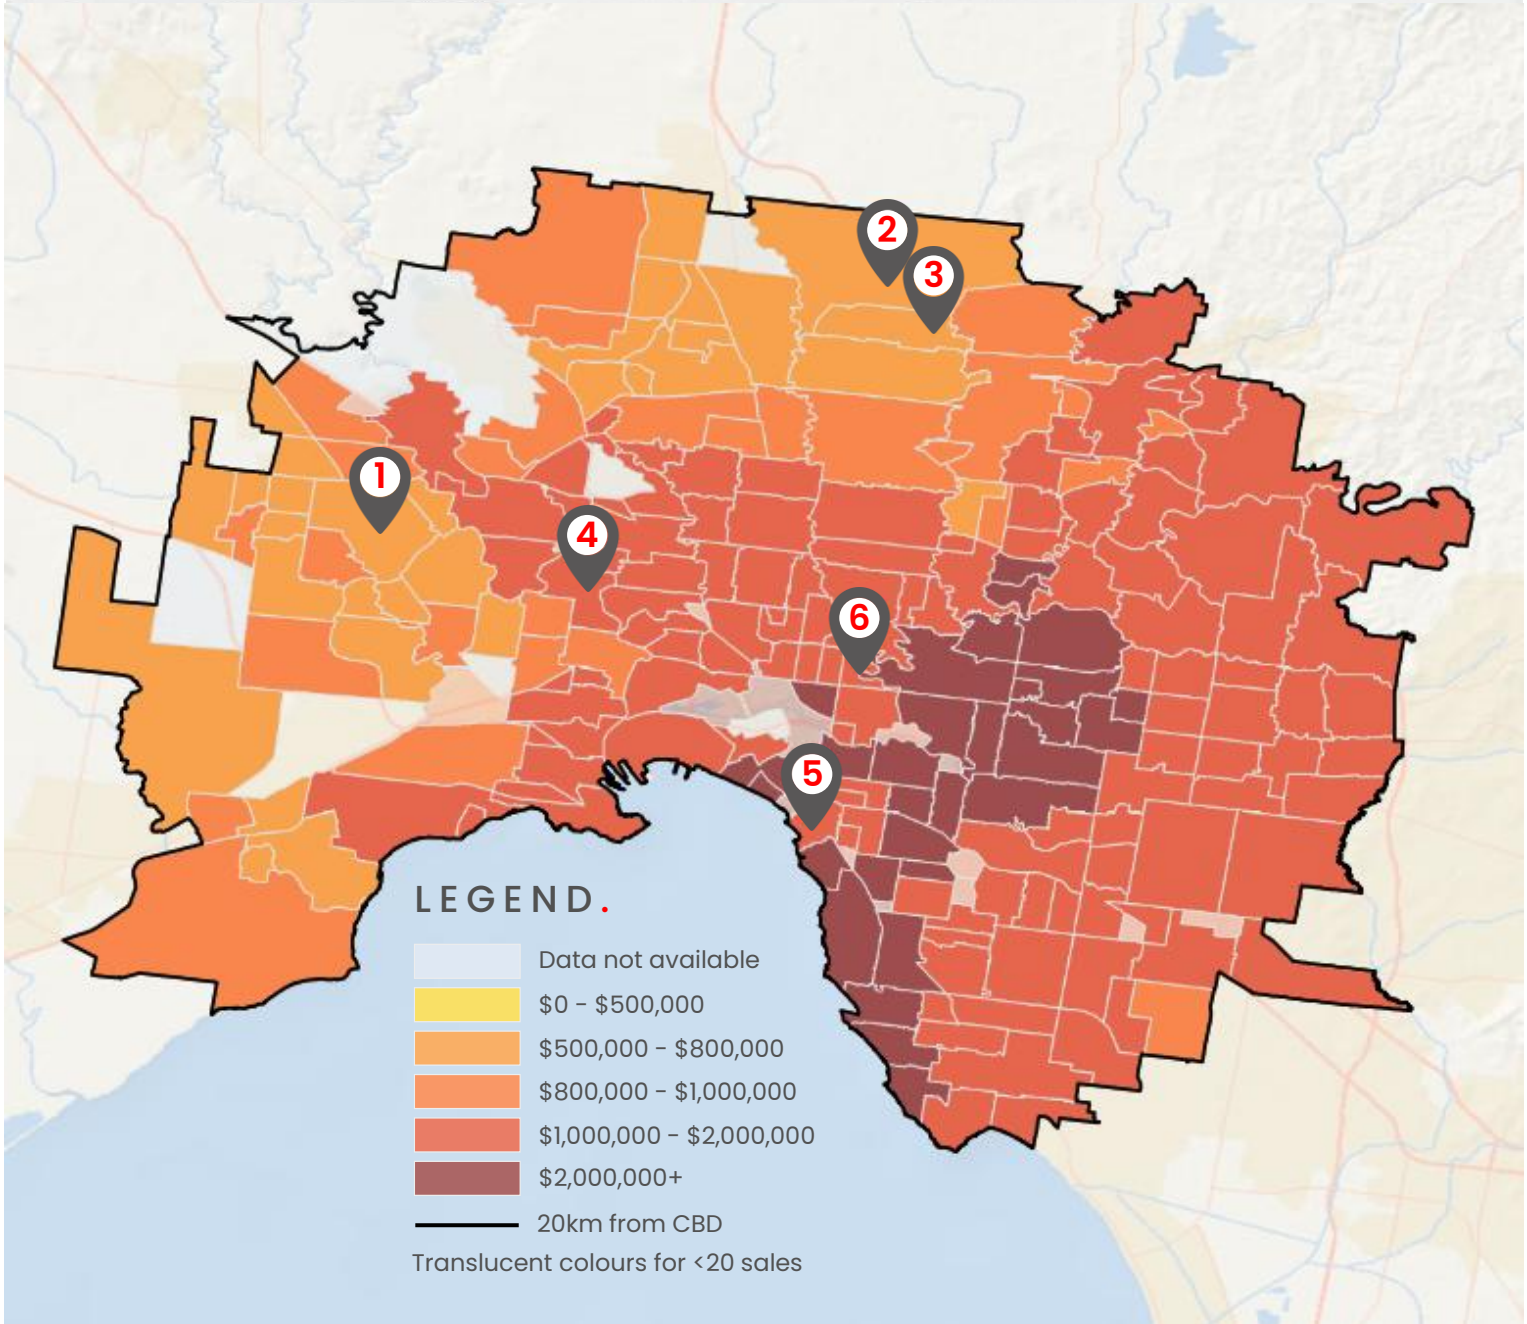 2
3
1
4
6
5
LEGEND.
Data not available
$0 - $500,000
$500,000 - $800,000
$800,000 - $1,000,000
$1,000,000 - $2,000,000
$2,000,000+
20km from CBD
Translucent colours for <20 sales